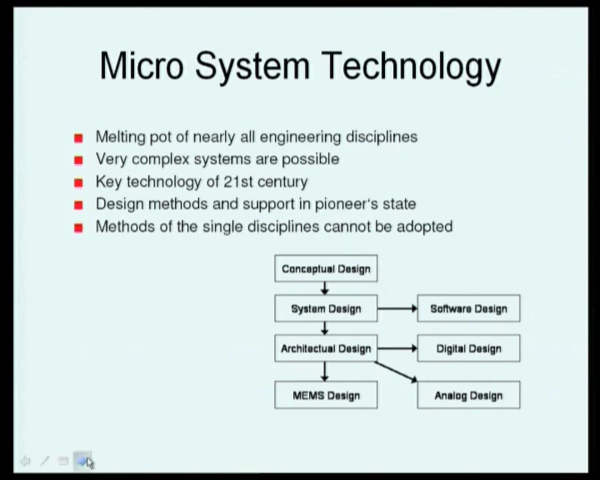 Micro System Technology
Melting pot of nearly all engineering disciplines
Very complex systems are possible
Key technology of 21st century
Design methods and support in pioneer's state
Methods of the single disciplines cannot be adopted
Conceptual Design
System Design
Software Design
Architectual Design
Digital Design
MEMS Design
Analog Design